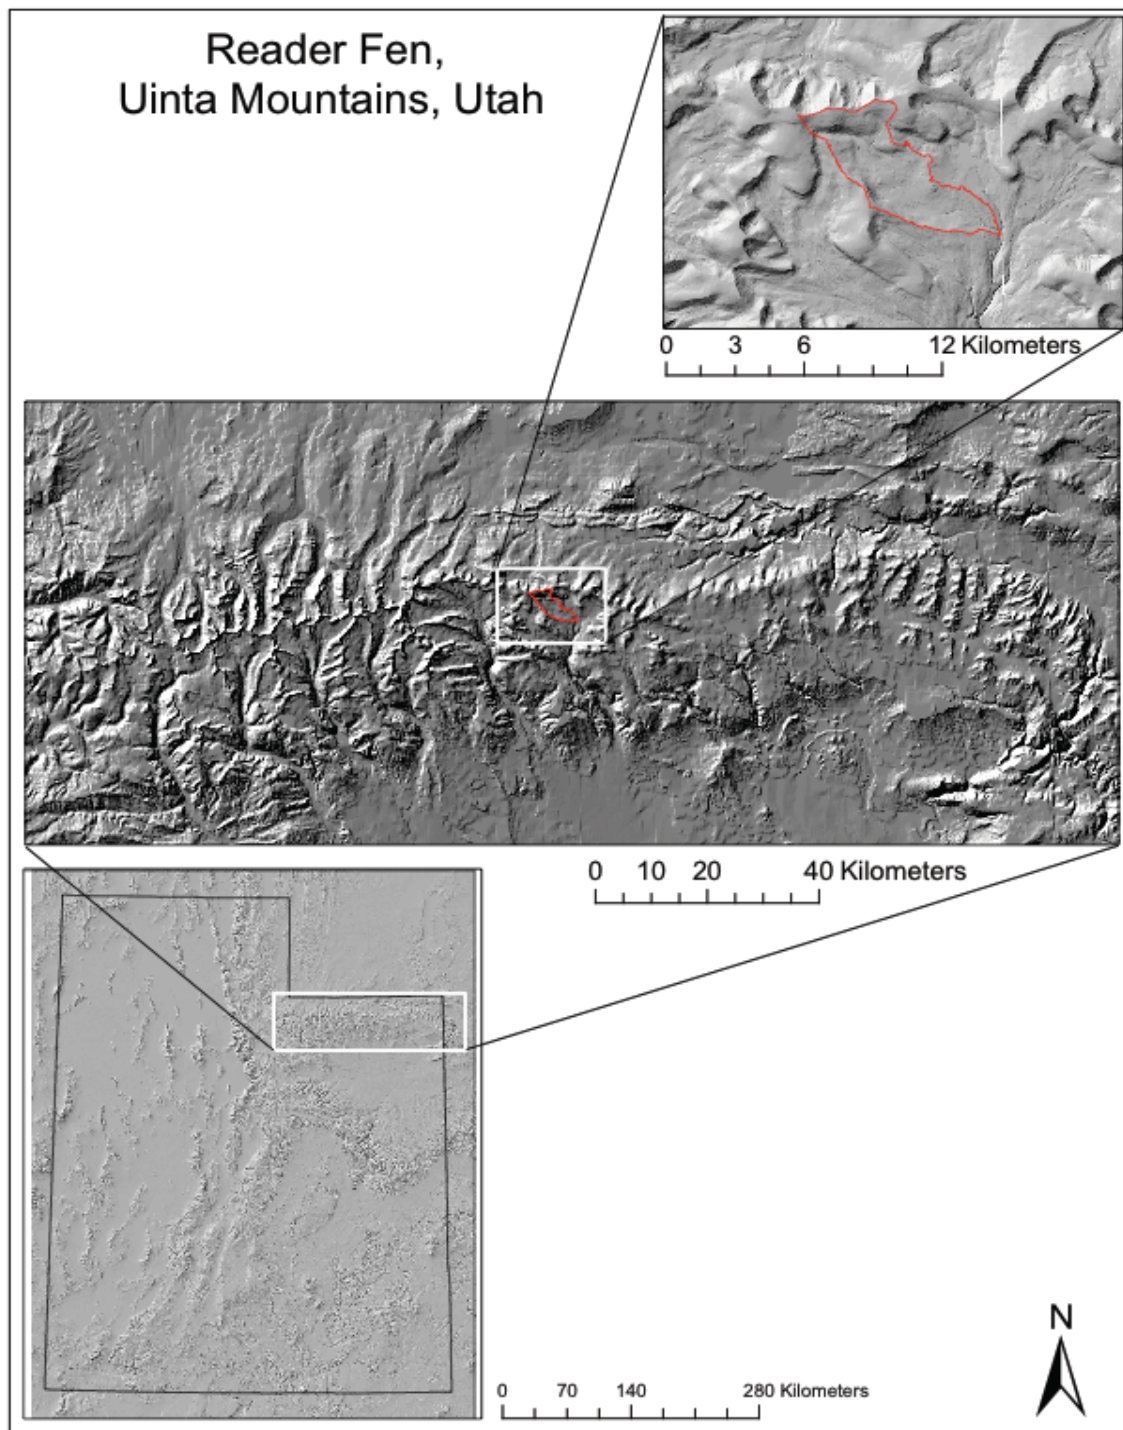 Reader Fen,
Uinta Mountains, Utah
0 3 6 12 Kilometers
0 10 20 40 Kilometers
N
0 70 140 280 Kilometers